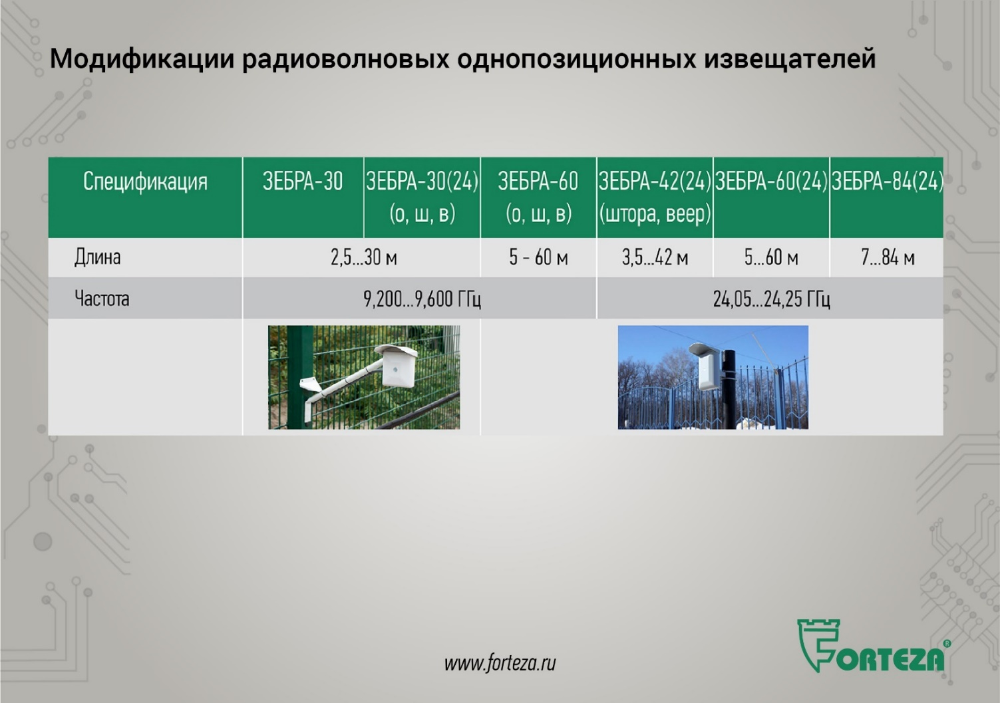 Модификации радиоволновых однопозиционных извещателей
Спецификация ЗЕБРА-30 ЗЕБРА-30(24) ЗЕБРА-60 ЗЕБРА-42(24) ЗЕБРА-60(24) ЗЕБРА-84(24)
(о, ш, в) (о, ш, в) (штора, веер)
Длина 2,5...30 м 5 - 60 м 3,5...42 м 5...60 м 7...84 м
Частота 9,200...9,600 ГГц 24,05...24,25 ГГц
www.forteza.ru
FORTEZA®